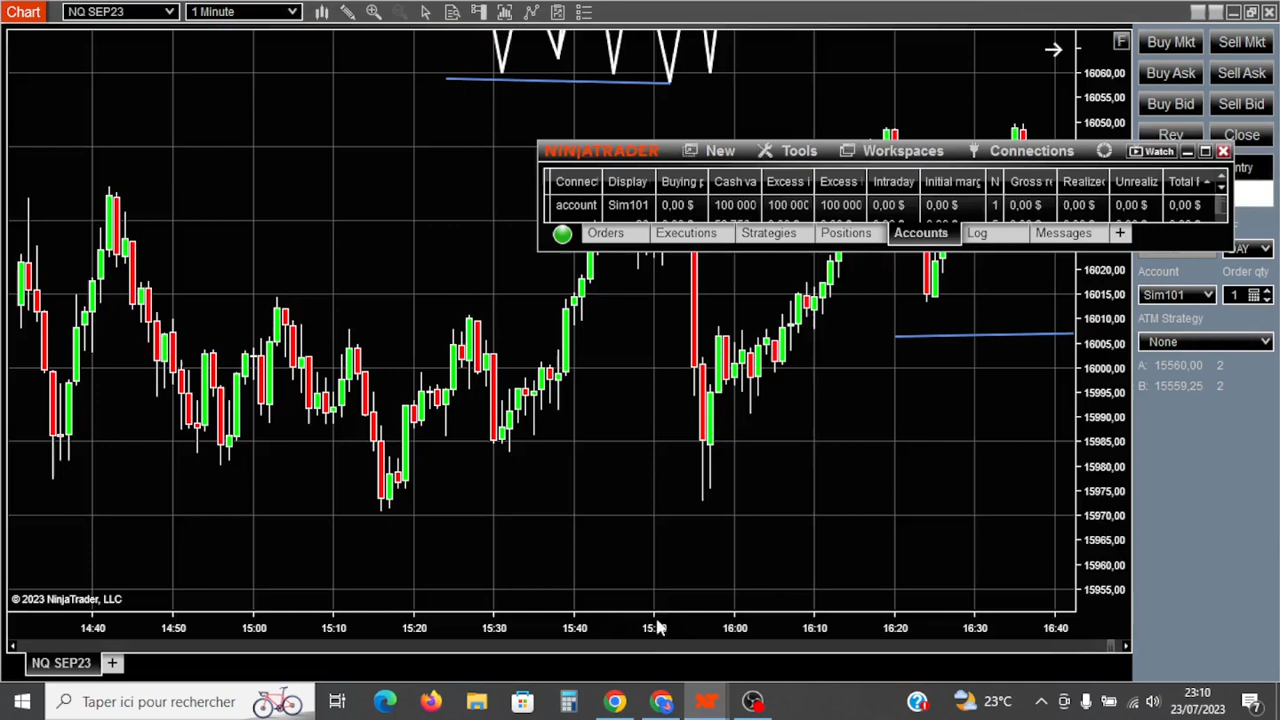 Chart
NQ SEP23
1 Minute
F
Buy Mkt
Sell Mkt
Buy Ask
Sell Ask
Buy Bid
Sell Bid
Rev
Close
NINJATRADER
New
Tools
Workspaces
Connections
Watch
Connec
Display
Buying p
Cash va
Excess i
Excess
Intraday
Initial marg
N
Gross re
Realize
Unrealiz
Total
account
Sim101
0,00 $
100 000
100 000
100 000
0,00 $
0,00 $
1
0,00 $
0,00 $
0,00 $
0,00 $
Orders
Executions
Strategies
Positions
Accounts
Log
Messages
+
ntry
AY
Account
Order qty
Sim101
1
ATM Strategy
None
A: 15560,00 2
B: 15559,25 2
16060,00
16055,00
16050,00
16020,00
16015,00
16010,00
16005,00
16000,00
15995,00
15990,00
15985,00
15980,00
15975,00
15970,00
15965,00
15960,00
15955,00
© 2023 NinjaTrader, LLC
14:40
14:50
15:00
15:10
15:20
15:30
15:40
16:00
16:10
16:20
16:30
16:40
NQ SEP23
+
Taper ici pour rechercher
23°C
23:10
23/07/2023
7